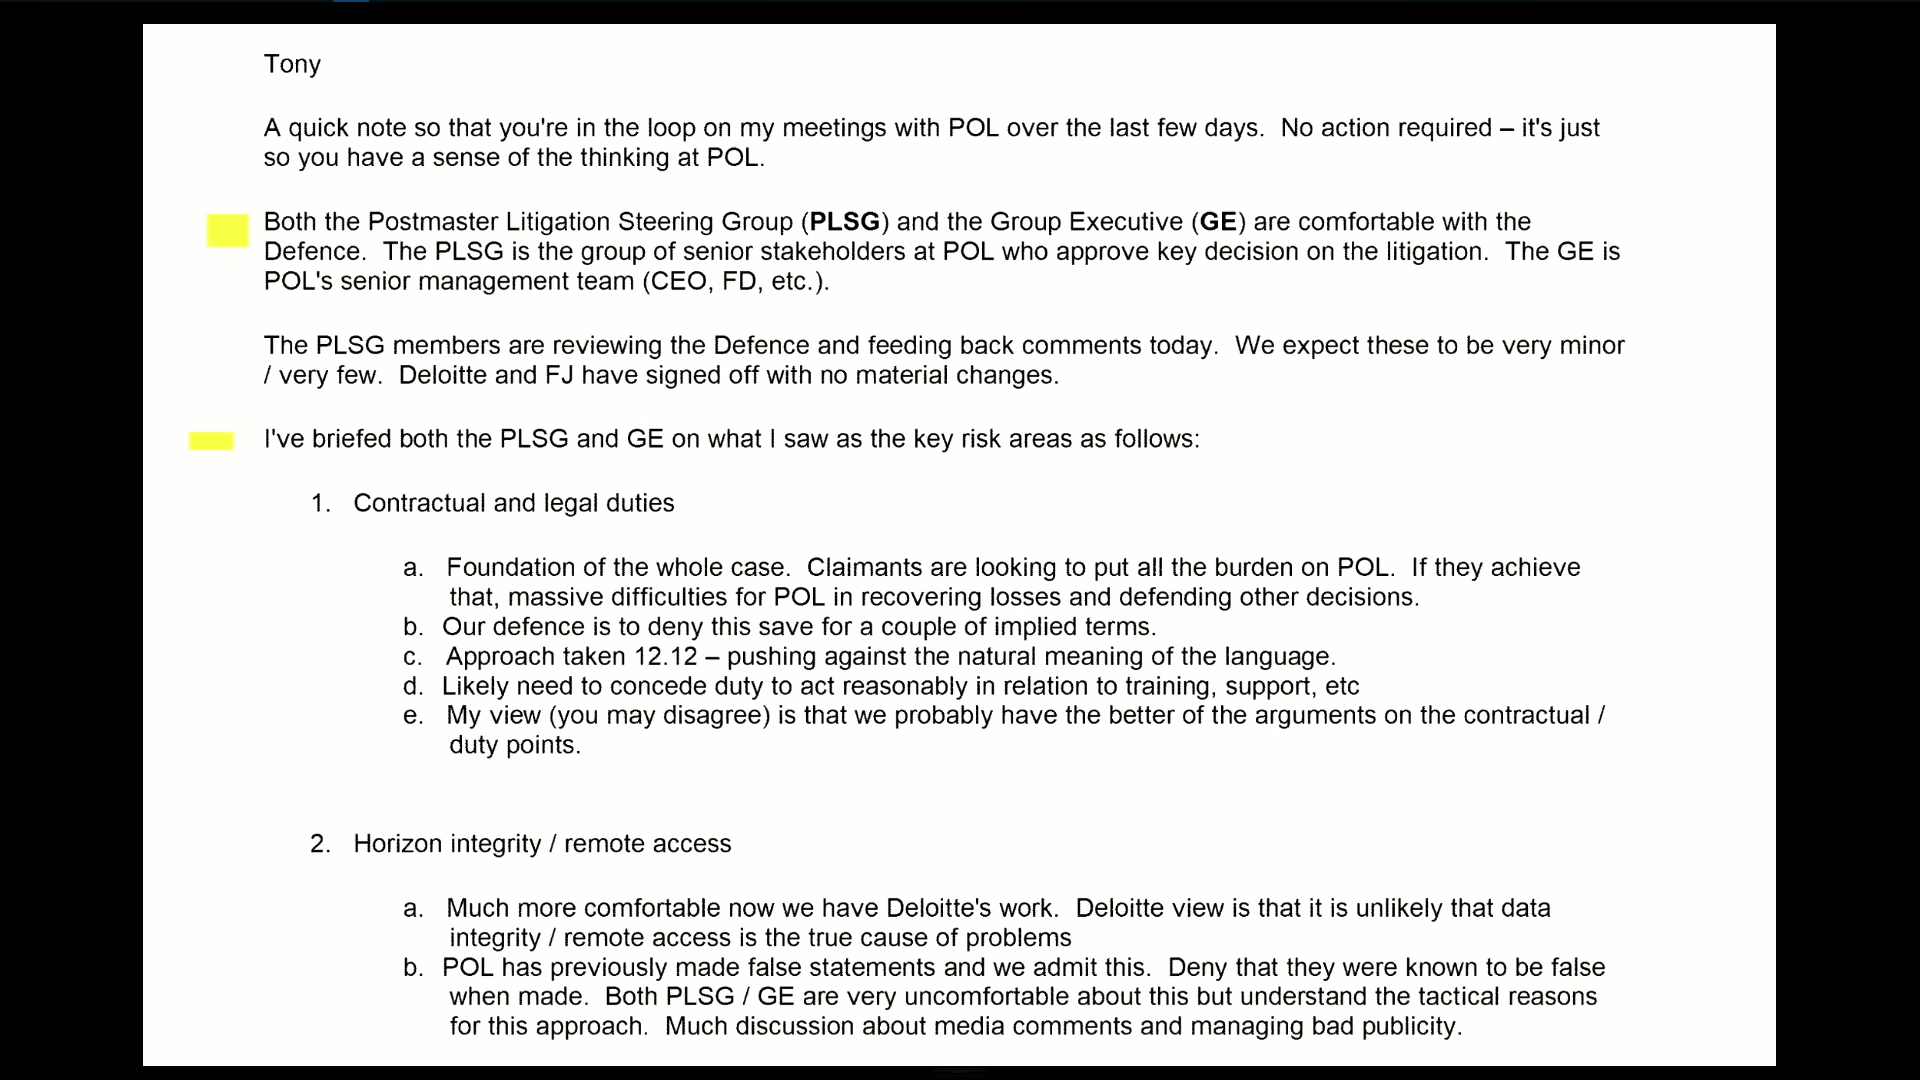 Tony
A quick note so that you're in the loop on my meetings with POL over the last few days.  No action required – it's just
so you have a sense of the thinking at POL.
Both the Postmaster Litigation Steering Group (PLSG) and the Group Executive (GE) are comfortable with the
Defence.  The PLSG is the group of senior stakeholders at POL who approve key decision on the litigation.  The GE is
POL's senior management team (CEO, FD, etc.).
The PLSG members are reviewing the Defence and feeding back comments today.  We expect these to be very minor
/ very few.  Deloitte and FJ have signed off with no material changes.
I've briefed both the PLSG and GE on what I saw as the key risk areas as follows:
1. Contractual and legal duties
a. Foundation of the whole case.  Claimants are looking to put all the burden on POL.  If they achieve
that, massive difficulties for POL in recovering losses and defending other decisions.
b. Our defence is to deny this save for a couple of implied terms.
c. Approach taken 12.12 – pushing against the natural meaning of the language.
d. Likely need to concede duty to act reasonably in relation to training, support, etc
e. My view (you may disagree) is that we probably have the better of the arguments on the contractual /
duty points.
2. Horizon integrity / remote access
a. Much more comfortable now we have Deloitte's work.  Deloitte view is that it is unlikely that data
integrity / remote access is the true cause of problems
b. POL has previously made false statements and we admit this.  Deny that they were known to be false
when made.  Both PLSG / GE are very uncomfortable about this but understand the tactical reasons
for this approach.  Much discussion about media comments and managing bad publicity.